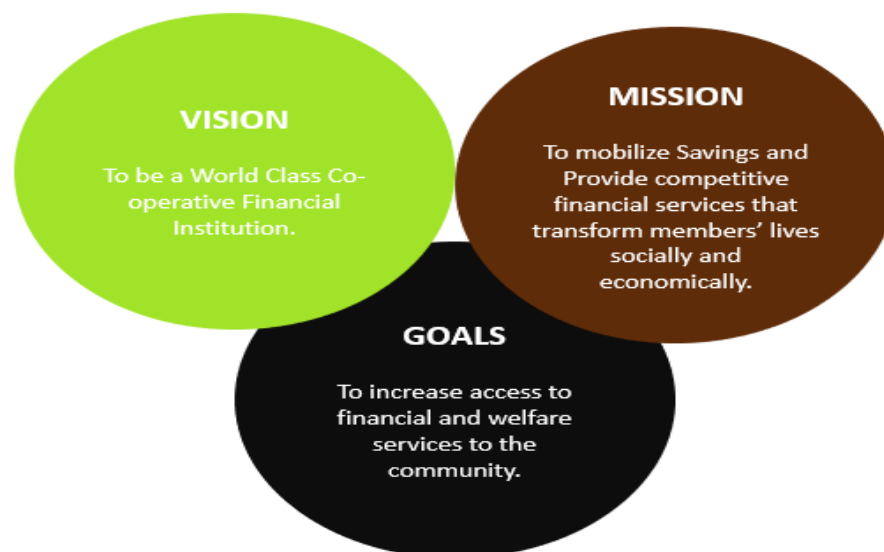 VISION
To be a World Class Co-
operative Financial
Institution.
MISSION
To mobilize Savings and
Provide competitive
financial services that
transform members’ lives
socially and
economically.
GOALS
To increase access to
financial and welfare
services to the
community.